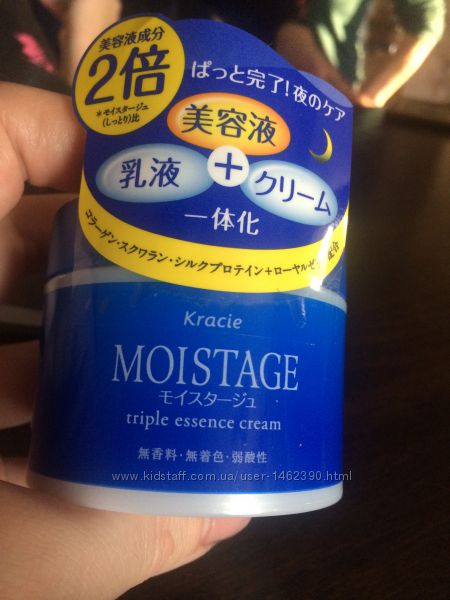 美容液成分
2倍
*モイスタージュ
(しっとり)比
ぱっと完了!夜のケア
美容液
乳液 + クリーム
一体化
コラーゲン・スクワラン・シルクプロテイン+ローヤルゼ 配合
Kracie
MOISTAGE
モイスタージュ
triple essence cream
無香料・無着色・弱酸性
www.kidstaff.com.ua/user-1462390.html